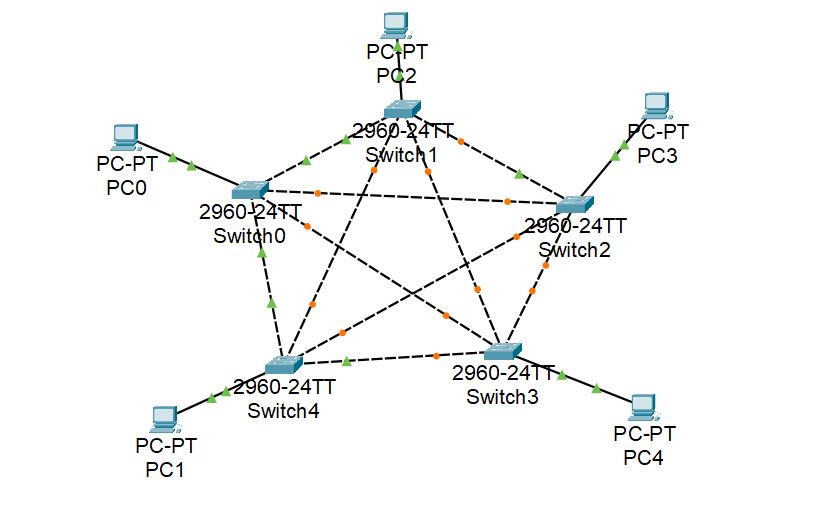 PC-PT
PC2
2960-24TT
Switch1
PC-PT
PC3
PC-PT
PC0
2960-24TT
Switch0
2960-24TT
Switch2
2960-24TT
Switch4
2960-24TT
Switch3
PC-PT
PC1
PC-PT
PC4